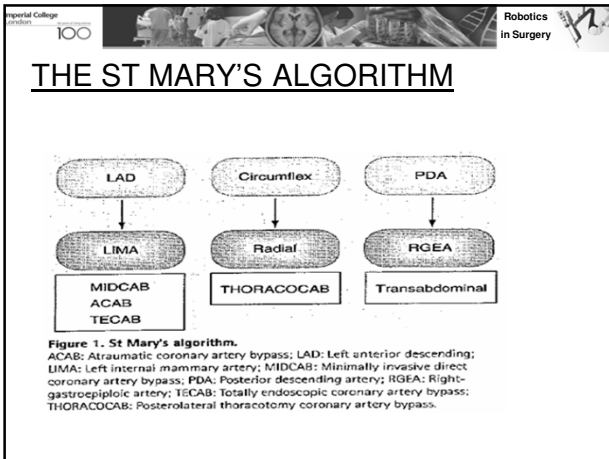 Imperial College
London
100
Robotics
in Surgery
THE ST MARY'S ALGORITHM
LAD
Circumflex
PDA
LIMA
Radial
RGEA
MIDCAB
ACAB
TECAB
THORACOCAB
Transabdominal
Figure 1. St Mary's algorithm.
ACAB: Atraumatic coronary artery bypass; LAD: Left anterior descending;
LIMA: Left internal mammary artery; MIDCAB: Minimally invasive direct
coronary artery bypass; PDA: Posterior descending artery; RGEA: Right-
gastroepiploic artery; TECAB: Totally endoscopic coronary artery bypass;
THORACOCAB: Posterolateral thoracotomy coronary artery bypass.